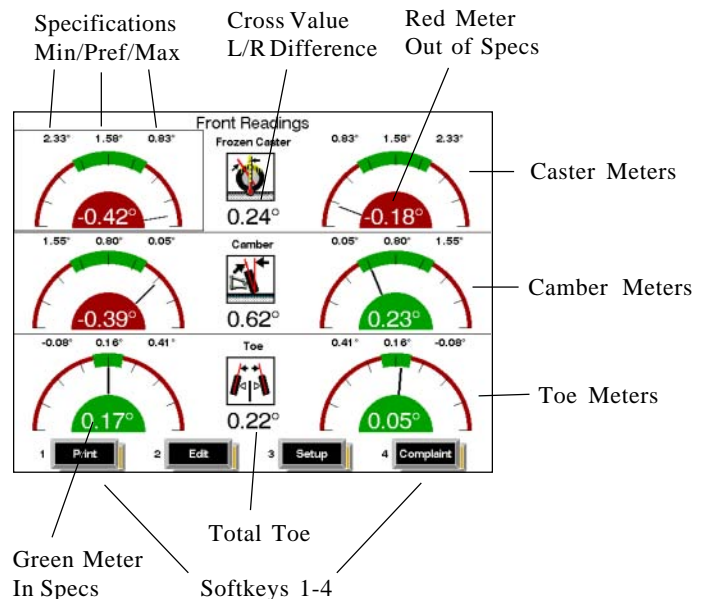 Specifications
Min/Pref/Max
Cross Value
L/R Difference
Red Meter
Out of Specs
Front Readings
2.33° 1.58° 0.83°
Frozen Caster
0.83° 1.58° 2.33°
-0.42°
0.24°
-0.18°
Caster Meters
1.55° 0.80° 0.05°
Camber
0.05° 0.80° 1.55°
-0.39°
0.62°
0.23°
Camber Meters
-0.08° 0.16° 0.41°
Toe
0.41° 0.16° -0.08°
0.17°
0.22°
0.05°
Toe Meters
1 Print 2 Edit 3 Setup 4 Complaint
Total Toe
Green Meter
In Specs
Softkeys 1-4